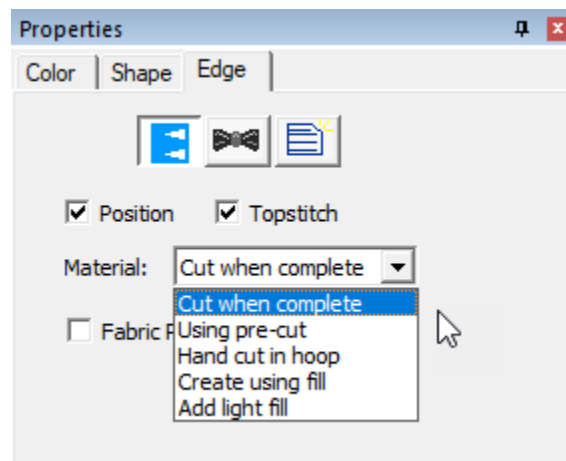 Properties
Color Shape Edge
Position Topstitch
Material: Cut when complete
Cut when complete
Fabric
Using pre-cut
Hand cut in hoop
Create using fill
Add light fill